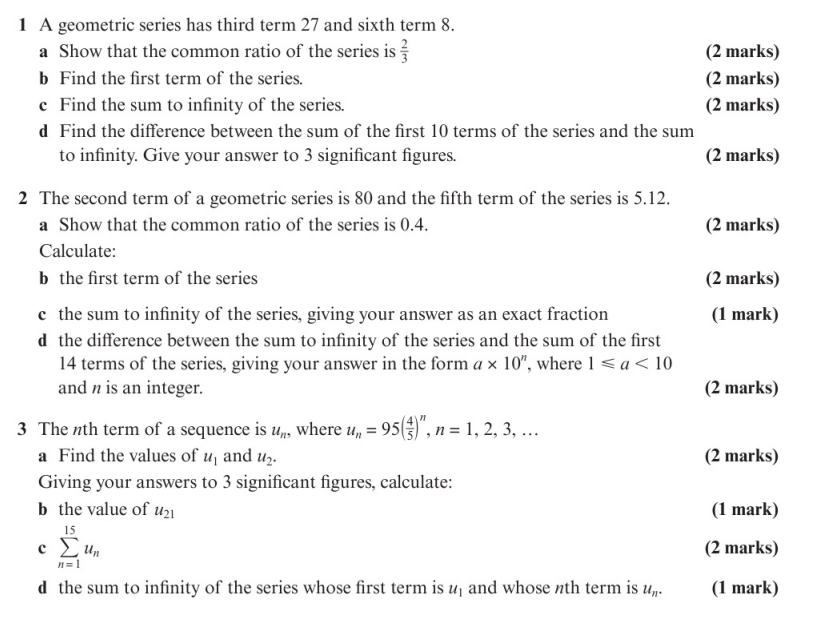 1 A geometric series has third term 27 and sixth term 8.
a Show that the common ratio of the series is 2/3 (2 marks)
b Find the first term of the series. (2 marks)
c Find the sum to infinity of the series. (2 marks)
d Find the difference between the sum of the first 10 terms of the series and the sum
to infinity. Give your answer to 3 significant figures. (2 marks)
2 The second term of a geometric series is 80 and the fifth term of the series is 5.12.
a Show that the common ratio of the series is 0.4. (2 marks)
Calculate:
b the first term of the series (2 marks)
c the sum to infinity of the series, giving your answer as an exact fraction (1 mark)
d the difference between the sum to infinity of the series and the sum of the first
14 terms of the series, giving your answer in the form a × 10ⁿ, where 1 ⩽ a < 10
and n is an integer. (2 marks)
3 The nth term of a sequence is uₙ, where uₙ = 95(4/5)ⁿ, n = 1, 2, 3, …
a Find the values of u₁ and u₂. (2 marks)
Giving your answers to 3 significant figures, calculate:
b the value of u₂₁ (1 mark)
15
c ∑ uₙ (2 marks)
n=1
d the sum to infinity of the series whose first term is u₁ and whose nth term is uₙ. (1 mark)